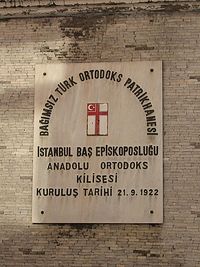 BAĞIMSIZ TÜRK ORTODOKS PATRİKHANESİ
İSTANBUL BAŞ EPİSKOPOSLUĞU
ANADOLU ORTODOKS
KİLİSESİ
KURULUŞ TARİHİ 21.9.1922